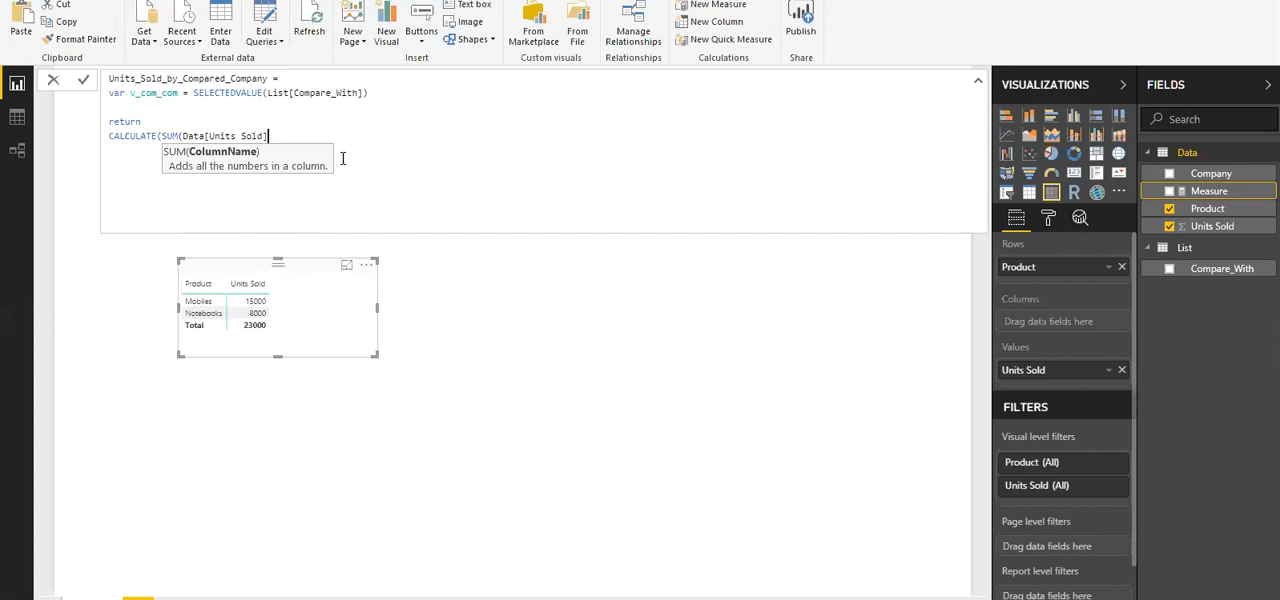 Paste
Cut
Copy
Format Painter
Clipboard
Get Data
Recent Sources
Enter Data
Edit Queries
External data
Refresh
New Page
New Visual
Buttons
Text box
Image
Shapes
Insert
From Marketplace
From File
Custom visuals
Manage Relationships
Relationships
New Measure
New Column
New Quick Measure
Calculations
Publish
Share
Units_Sold_by_Compared_Company =
var v_com_com = SELECTEDVALUE(List[Compare_With])
return
CALCULATE(SUM(Data[Units Sold]
SUM(ColumnName)
Adds all the numbers in a column.
Product Units Sold
Mobiles 15000
Notebooks 8000
Total 23000
VISUALIZATIONS
R
Rows
Product
Columns
Drag data fields here
Values
Units Sold
FILTERS
Visual level filters
Product (All)
Units Sold (All)
Page level filters
Drag data fields here
Report level filters
Drag data fields here
FIELDS
Search
Data
Company
Measure
Product
Σ Units Sold
List
Compare_With